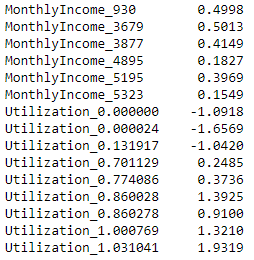 MonthlyIncome_930 0.4998
MonthlyIncome_3679 0.5013
MonthlyIncome_3877 0.4149
MonthlyIncome_4895 0.1827
MonthlyIncome_5195 0.3969
MonthlyIncome_5323 0.1549
Utilization_0.000000 -1.0918
Utilization_0.000024 -1.6569
Utilization_0.131917 -1.0420
Utilization_0.701129 0.2485
Utilization_0.774086 0.3736
Utilization_0.860028 1.3925
Utilization_0.860278 0.9100
Utilization_1.000769 1.3210
Utilization_1.031041 1.9319